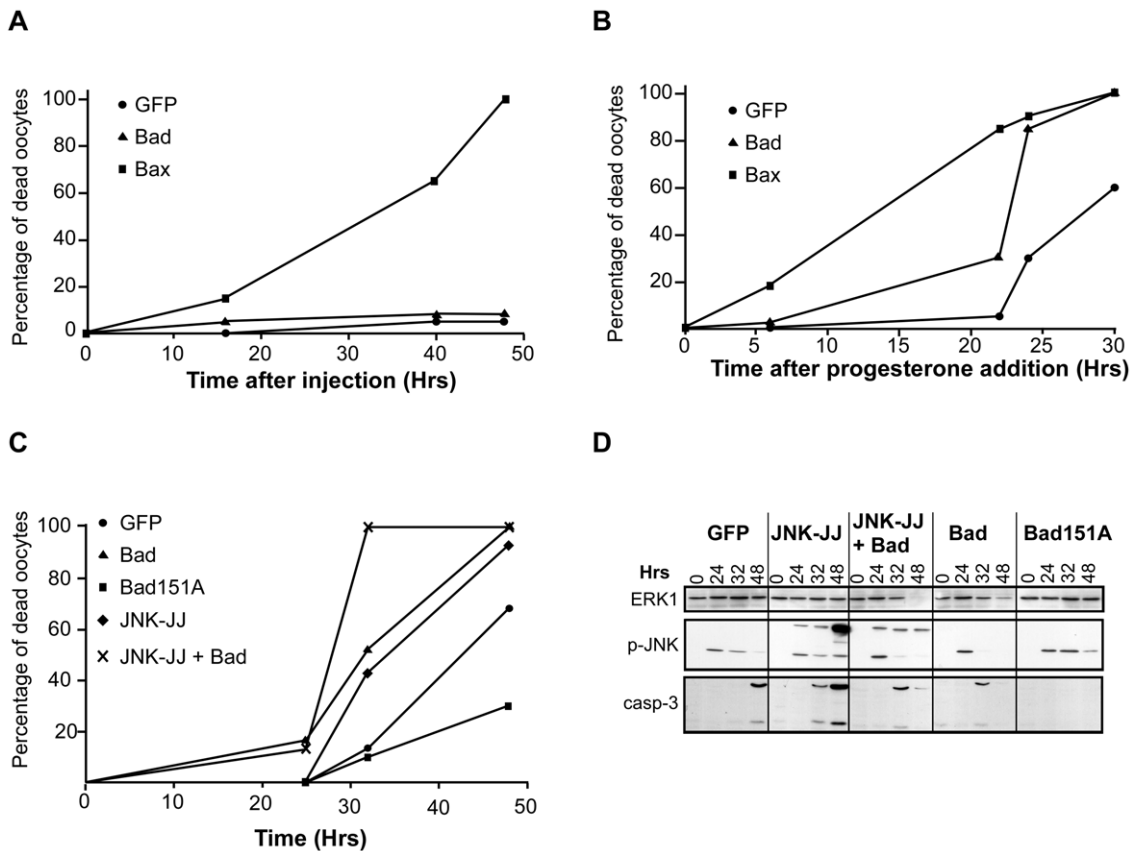 A
Percentage of dead oocytes
100
80
60
40
20
0
GFP
Bad
Bax
0 10 20 30 40 50
Time after injection (Hrs)
B
Percentage of dead oocytes
100
80
60
40
20
GFP
Bad
Bax
0 5 10 15 20 25 30
Time after progesterone addition (Hrs)
C
Percentage of dead oocytes
100
80
60
40
20
GFP
Bad
Bad151A
JNK-JJ
JNK-JJ + Bad
0 20 30 40 50
Time (Hrs)
D
GFP JNK-JJ JNK-JJ + Bad Bad Bad151A
Hrs 0 24 32 48 0 24 32 48 0 24 32 48 0 24 32 48 0 24 32 48
ERK1
p-JNK
casp-3